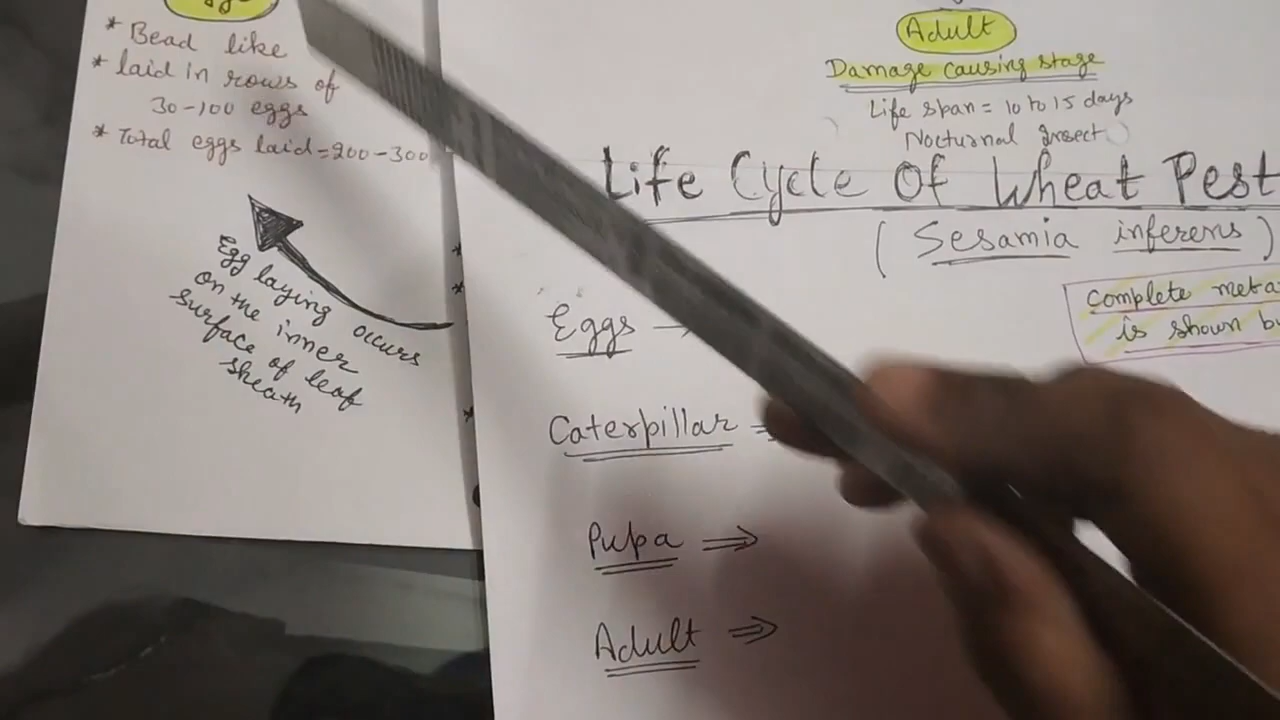 * Bead like
* laid in rows of
30-100 eggs
* Total eggs laid=200-300
Egg laying occurs
on the inner
surface of leaf
sheath
Adult
Damage causing stage
Life span = 10 to 15 days
Nocturnal Insect
Life Cycle Of Wheat Pest
(Sesamia inferens)
Complete
is shown
Eggs →
Caterpillar
Pupa ⇒
Adult ⇒